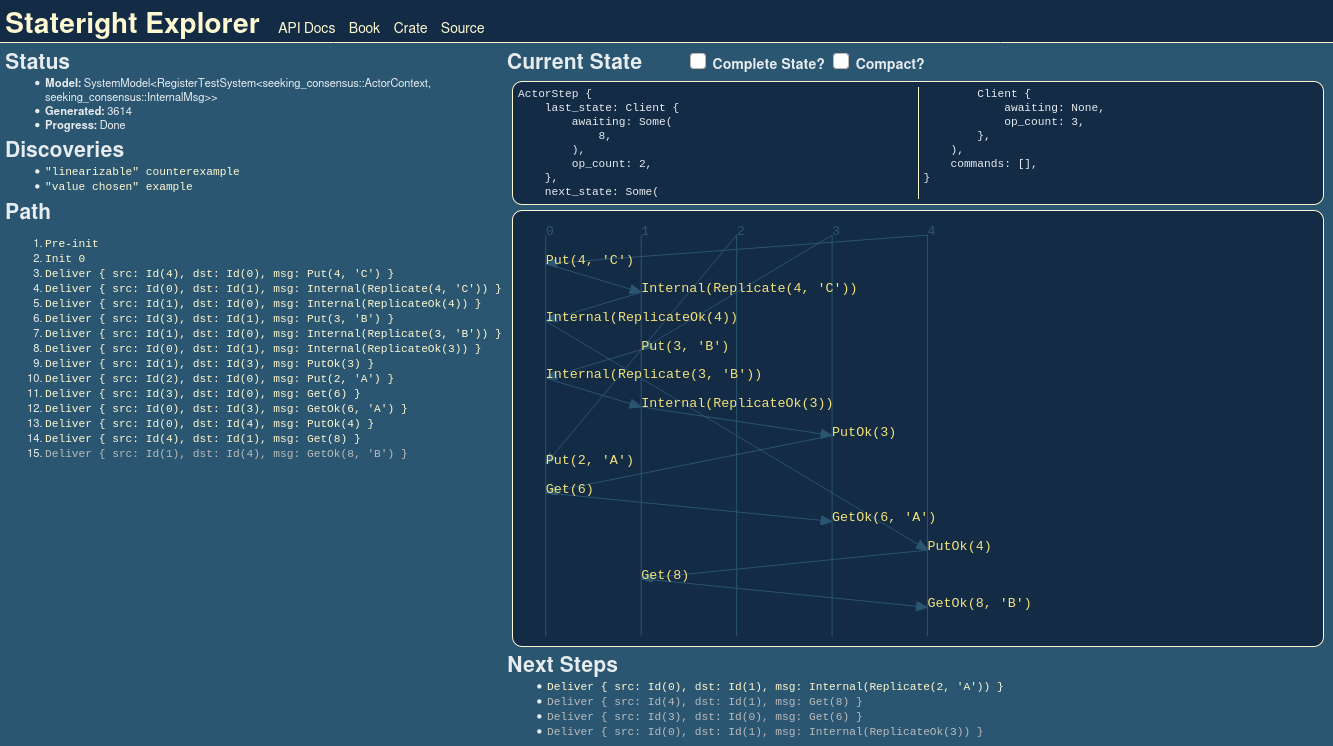 Stateright Explorer API Docs Book Crate Source
Status
Model: SystemModel<RegisterTestSystem<seeking_consensus::ActorContext,
seeking_consensus::InternalMsg>>
Generated: 3614
Progress: Done
Discoveries
"linearizable" counterexample
"value chosen" example
Path
1. Pre-init
2. Init 0
3. Deliver { src: Id(4), dst: Id(0), msg: Put(4, 'C') }
4. Deliver { src: Id(0), dst: Id(1), msg: Internal(Replicate(4, 'C')) }
5. Deliver { src: Id(1), dst: Id(0), msg: Internal(ReplicateOk(4)) }
6. Deliver { src: Id(3), dst: Id(1), msg: Put(3, 'B') }
7. Deliver { src: Id(1), dst: Id(0), msg: Internal(Replicate(3, 'B')) }
8. Deliver { src: Id(0), dst: Id(1), msg: Internal(ReplicateOk(3)) }
9. Deliver { src: Id(1), dst: Id(3), msg: PutOk(3) }
10. Deliver { src: Id(2), dst: Id(0), msg: Put(2, 'A') }
11. Deliver { src: Id(3), dst: Id(0), msg: Get(6) }
12. Deliver { src: Id(0), dst: Id(3), msg: GetOk(6, 'A') }
13. Deliver { src: Id(0), dst: Id(4), msg: PutOk(4) }
14. Deliver { src: Id(4), dst: Id(1), msg: Get(8) }
15. Deliver { src: Id(1), dst: Id(4), msg: GetOk(8, 'B') }
Current State Complete State? Compact?
ActorStep {
last_state: Client {
awaiting: Some(
8,
),
op_count: 2,
},
next_state: Some(
Client {
awaiting: None,
op_count: 3,
},
),
commands: [],
}
0 1 2 3 4
Put(4, 'C')
Internal(Replicate(4, 'C'))
Internal(ReplicateOk(4))
Put(3, 'B')
Internal(Replicate(3, 'B'))
Internal(ReplicateOk(3))
PutOk(3)
Put(2, 'A')
Get(6)
GetOk(6, 'A')
PutOk(4)
Get(8)
GetOk(8, 'B')
Next Steps
Deliver { src: Id(0), dst: Id(1), msg: Internal(Replicate(2, 'A')) }
Deliver { src: Id(4), dst: Id(1), msg: Get(8) }
Deliver { src: Id(3), dst: Id(0), msg: Get(6) }
Deliver { src: Id(0), dst: Id(1), msg: Internal(ReplicateOk(3)) }